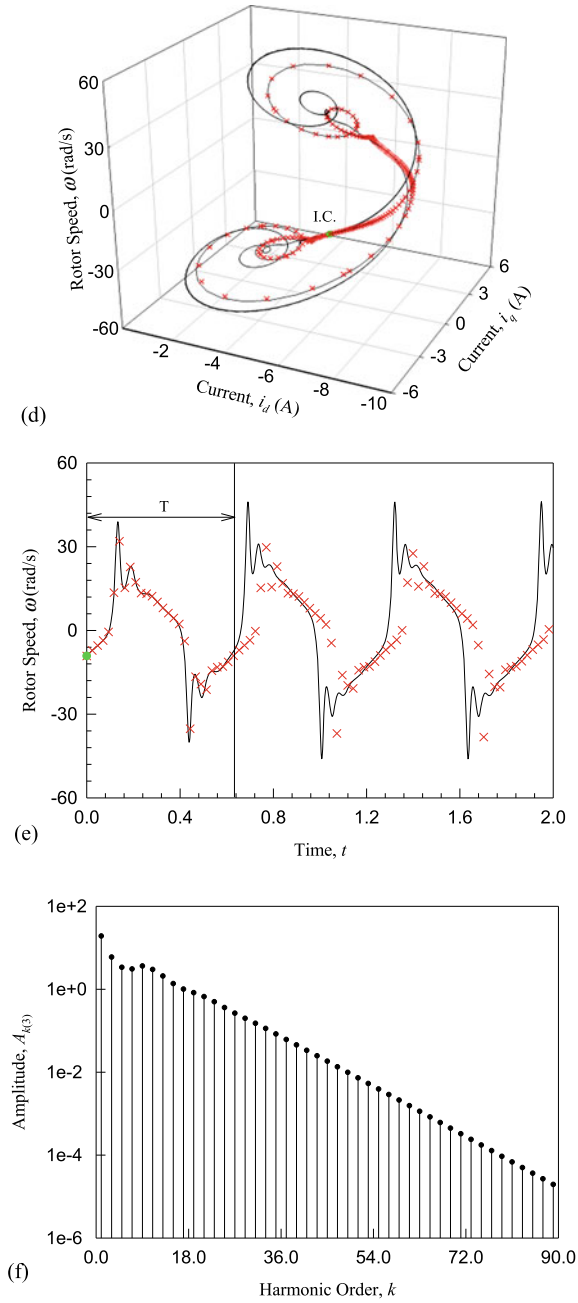 60
30
0
-30
-60
Rotor Speed, ω (rad/s)
I.C.
-2
-4
-6
-8
-10
Current, i_d (A)
6
3
0
-3
-6
Current, i_q (A)
(d)
60
30
0
-30
-60
Rotor Speed, ω (rad/s)
T
0.0
0.4
0.8
1.2
1.6
2.0
Time, t
(e)
1e+2
1e+0
1e-2
1e-4
1e-6
Amplitude, A_{k(3)}
0.0
18.0
36.0
54.0
72.0
90.0
Harmonic Order, k
(f)